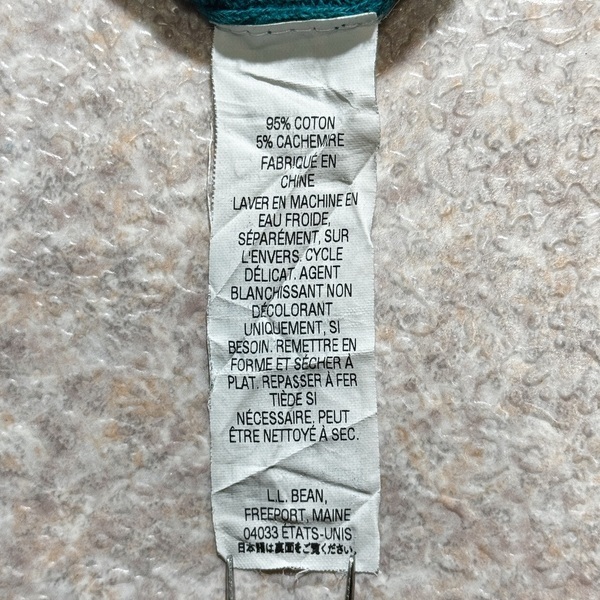 95% COTON
5% CACHEMIRE
FABRIQUÉ EN
CHINE
LAVER EN MACHINE EN
EAU FROIDE,
SÉPARÉMENT, SUR
L'ENVERS. CYCLE
DÉLICAT. AGENT
BLANCHISSANT NON
DÉCOLORANT
UNIQUEMENT, SI
BESOIN. REMETTRE EN
FORME ET SÉCHER À
PLAT. REPASSER À FER
TIÈDE SI
NÉCESSAIRE. PEUT
ÊTRE NETTOYÉ À SEC.
L.L. BEAN,
FREEPORT, MAINE
04033 ÉTATS-UNIS
日本語は裏面をご覧ください。